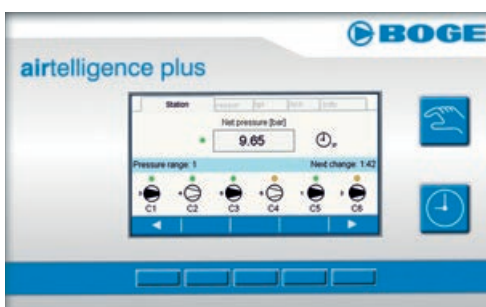 BOGE
airtelligence plus
Station
Net pressure [bar]
9.65
Pressure range: 1
Next change: 1:42
C1 C2 C3 C4 C5 C6